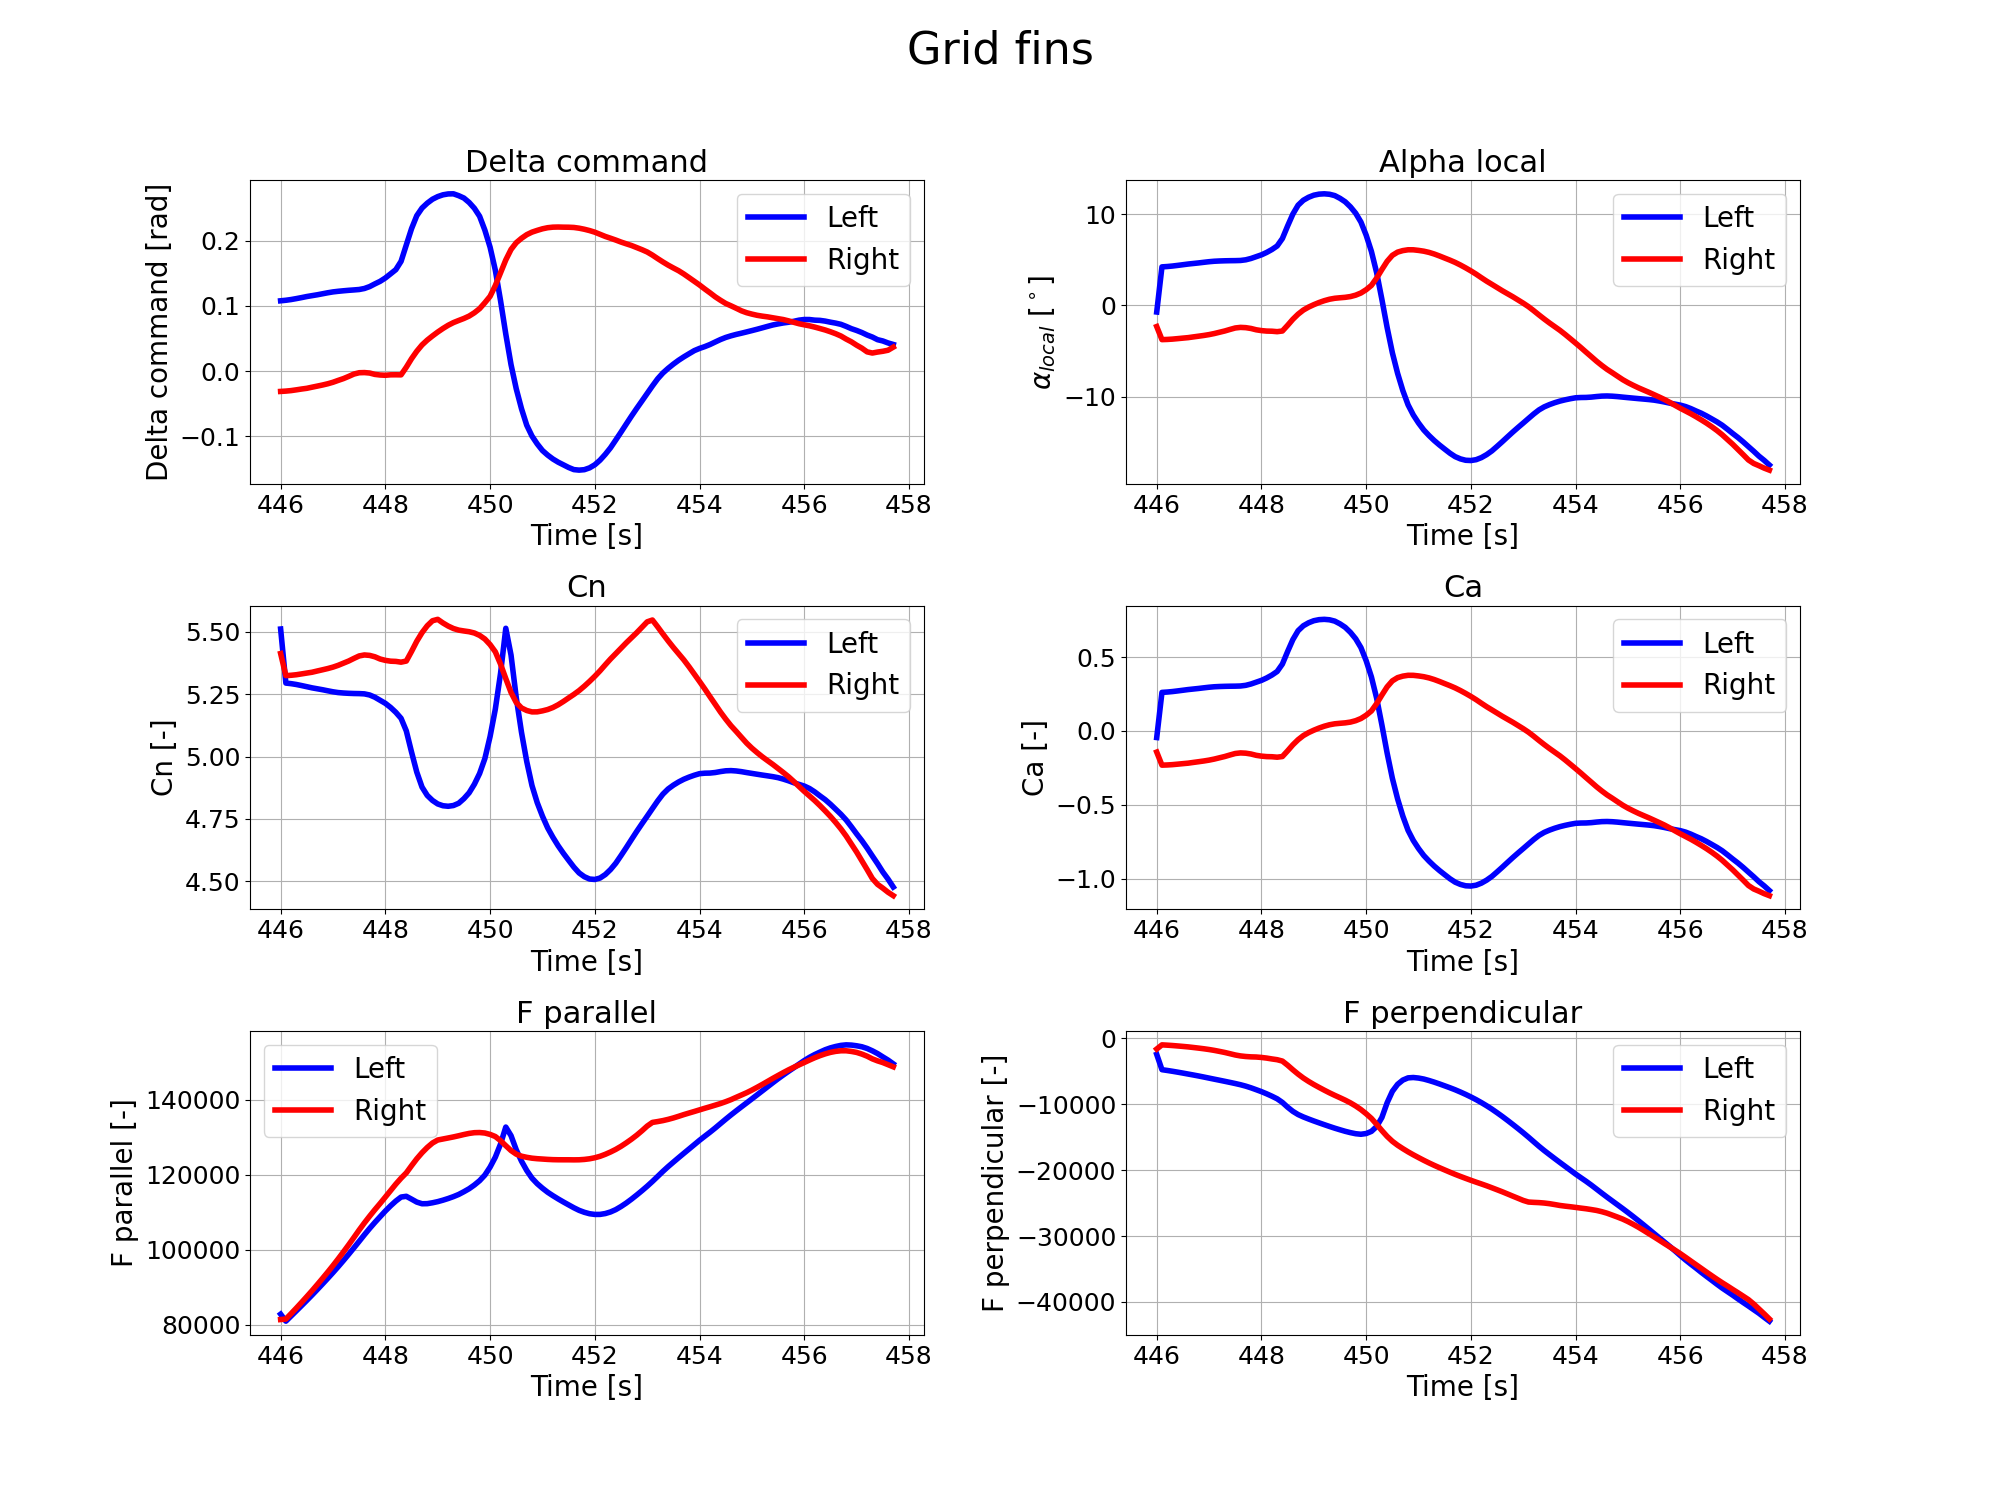 Grid fins
Delta command
Delta command [rad]
0.2
0.1
0.0
−0.1
Left
Right
446 448 450 452 454 456 458
Time [s]
Alpha local
α_local [°]
10
0
−10
Left
Right
446 448 450 452 454 456 458
Time [s]
Cn
Cn [-]
5.50
5.25
5.00
4.75
4.50
Left
Right
446 448 450 452 454 456 458
Time [s]
Ca
Ca [-]
0.5
0.0
−0.5
−1.0
Left
Right
446 448 450 452 454 456 458
Time [s]
F parallel
F parallel [-]
140000
120000
100000
80000
Left
Right
446 448 450 452 454 456 458
Time [s]
F perpendicular
F perpendicular [-]
0
−10000
−20000
−30000
−40000
Left
Right
446 448 450 452 454 456 458
Time [s]